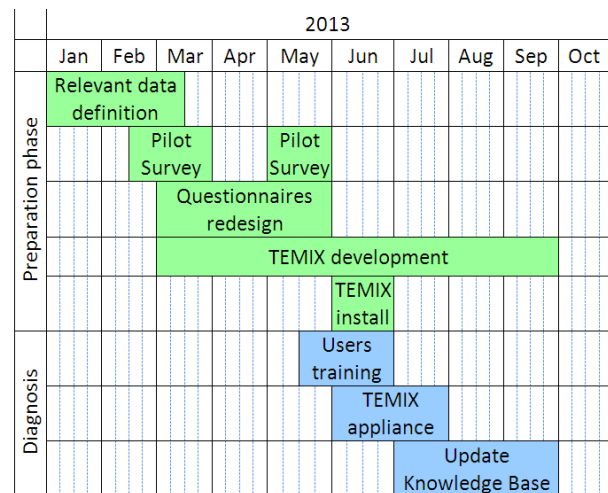 2013
Jan Feb Mar Apr May Jun Jul Aug Sep Oct
Preparation phase
Relevant data
definition
Pilot
Survey
Pilot
Survey
Questionnaires
redesign
TEMIX development
TEMIX
install
Diagnosis
Users
training
TEMIX
appliance
Update
Knowledge Base